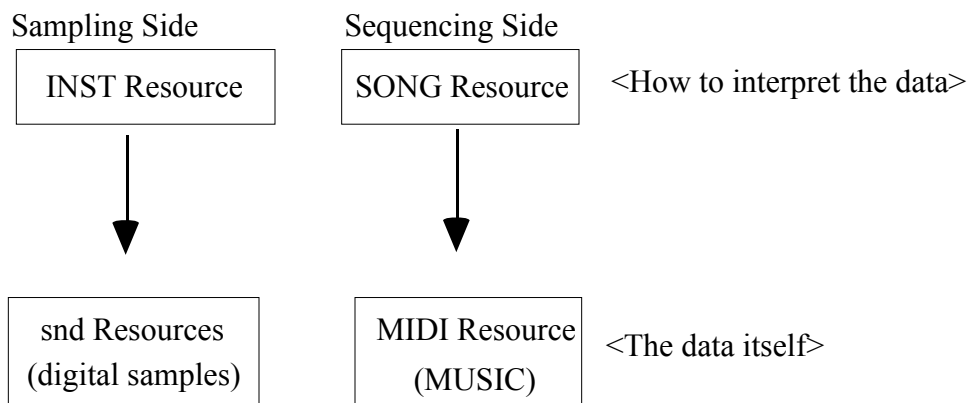 Sampling Side
Sequencing Side
INST Resource
SONG Resource
<How to interpret the data>
snd Resources
(digital samples)
MIDI Resource
(MUSIC)
<The data itself>